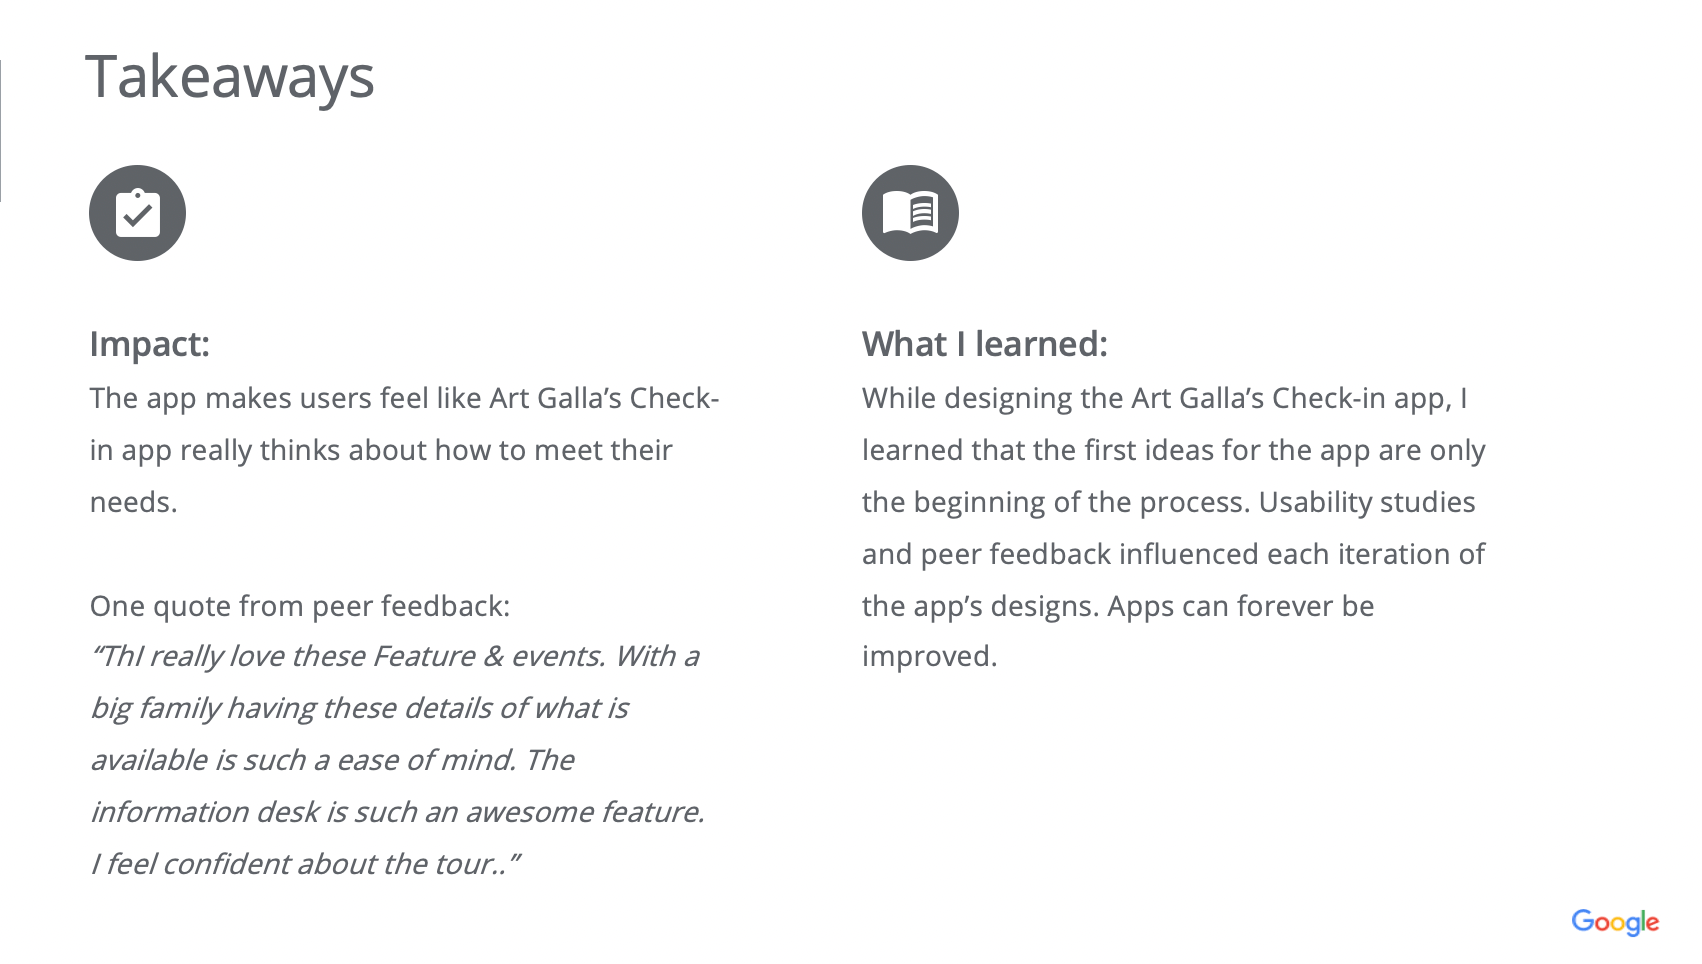 Takeaways
Impact:
The app makes users feel like Art Galla’s Check-
in app really thinks about how to meet their
needs.
One quote from peer feedback:
“ThI really love these Feature & events. With a
big family having these details of what is
available is such a ease of mind. The
information desk is such an awesome feature.
I feel confident about the tour..”
What I learned:
While designing the Art Galla’s Check-in app, I
learned that the first ideas for the app are only
the beginning of the process. Usability studies
and peer feedback influenced each iteration of
the app’s designs. Apps can forever be
improved.
Google